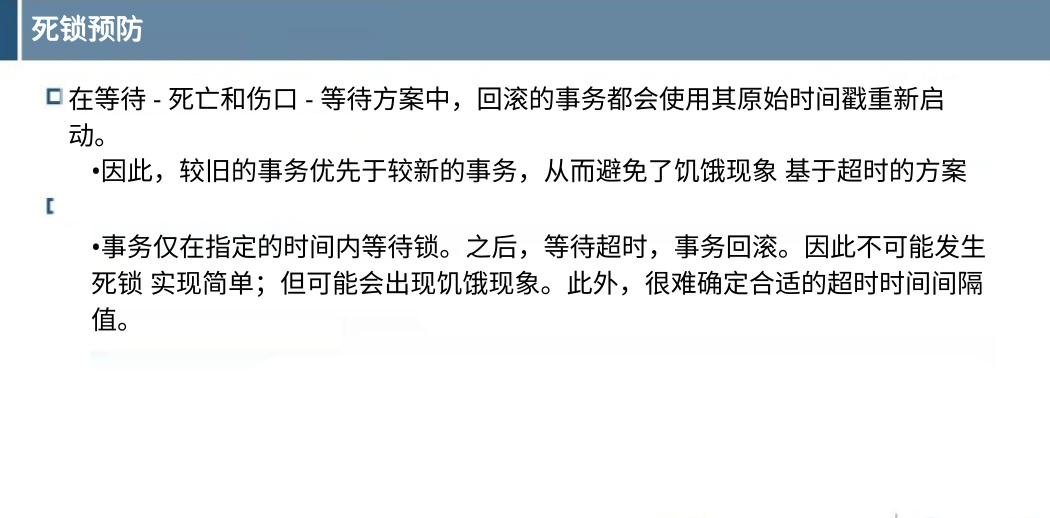 死锁预防
在等待 - 死亡和伤口 - 等待方案中，回滚的事务都会使用其原始时间戳重新启
动。
•因此，较旧的事务优先于较新的事务，从而避免了饥饿现象 基于超时的方案
•事务仅在指定的时间内等待锁。之后，等待超时，事务回滚。因此不可能发生
死锁 实现简单；但可能会出现饥饿现象。此外，很难确定合适的超时时间间隔
值。